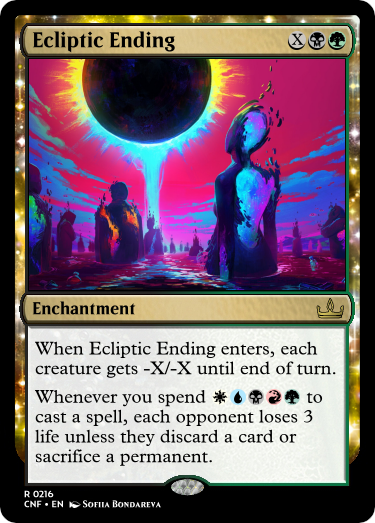 Ecliptic Ending X
Enchantment
When Ecliptic Ending enters, each
creature gets -X/-X until end of turn.
Whenever you spend to
cast a spell, each opponent loses 3
life unless they discard a card or
sacrifice a permanent.
R 0216
CNF • EN Sofiia Bondareva